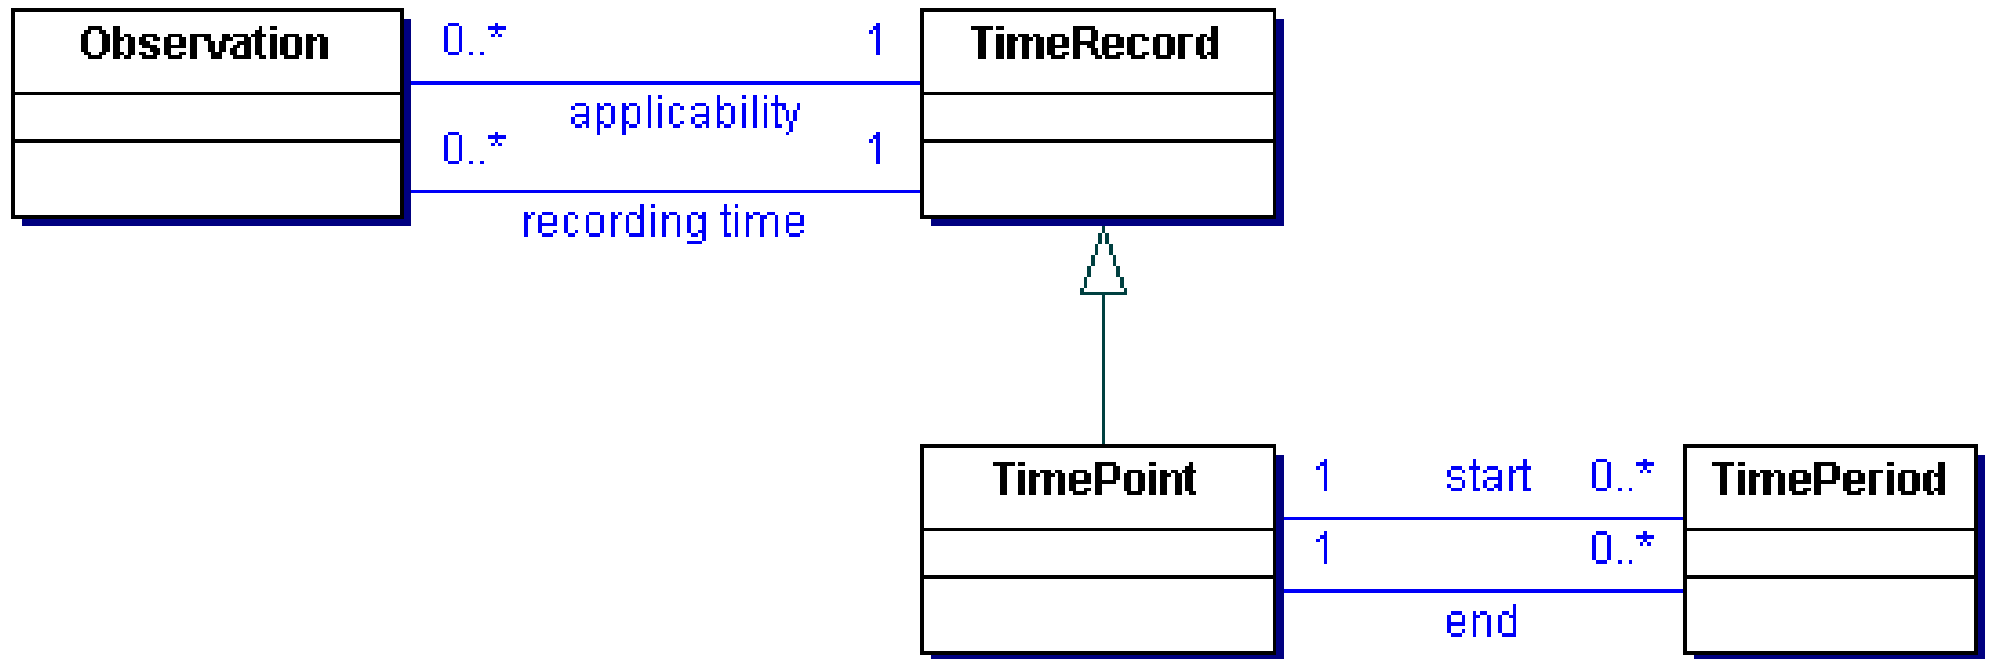 Observation 0..* 1 TimeRecord
applicability
0..* 1
recording time
TimePoint 1 start 0..* TimePeriod
1 0..*
end